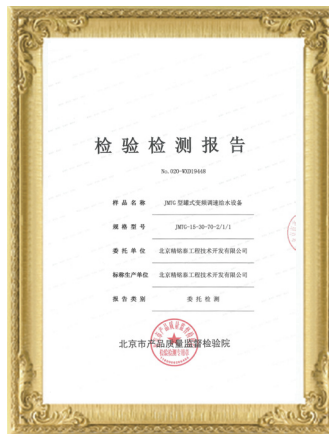 检验检测报告
No.020-WXD19448
样品名称 JMTG 型罐式变频调速给水设备
规格型号 JMTG-15-30-70-2/1/1
委托单位 北京精铭泰工程技术开发有限公司
标称生产单位 北京精铭泰工程技术开发有限公司
报告类别 委托检测
北京市产品质量监督检验院